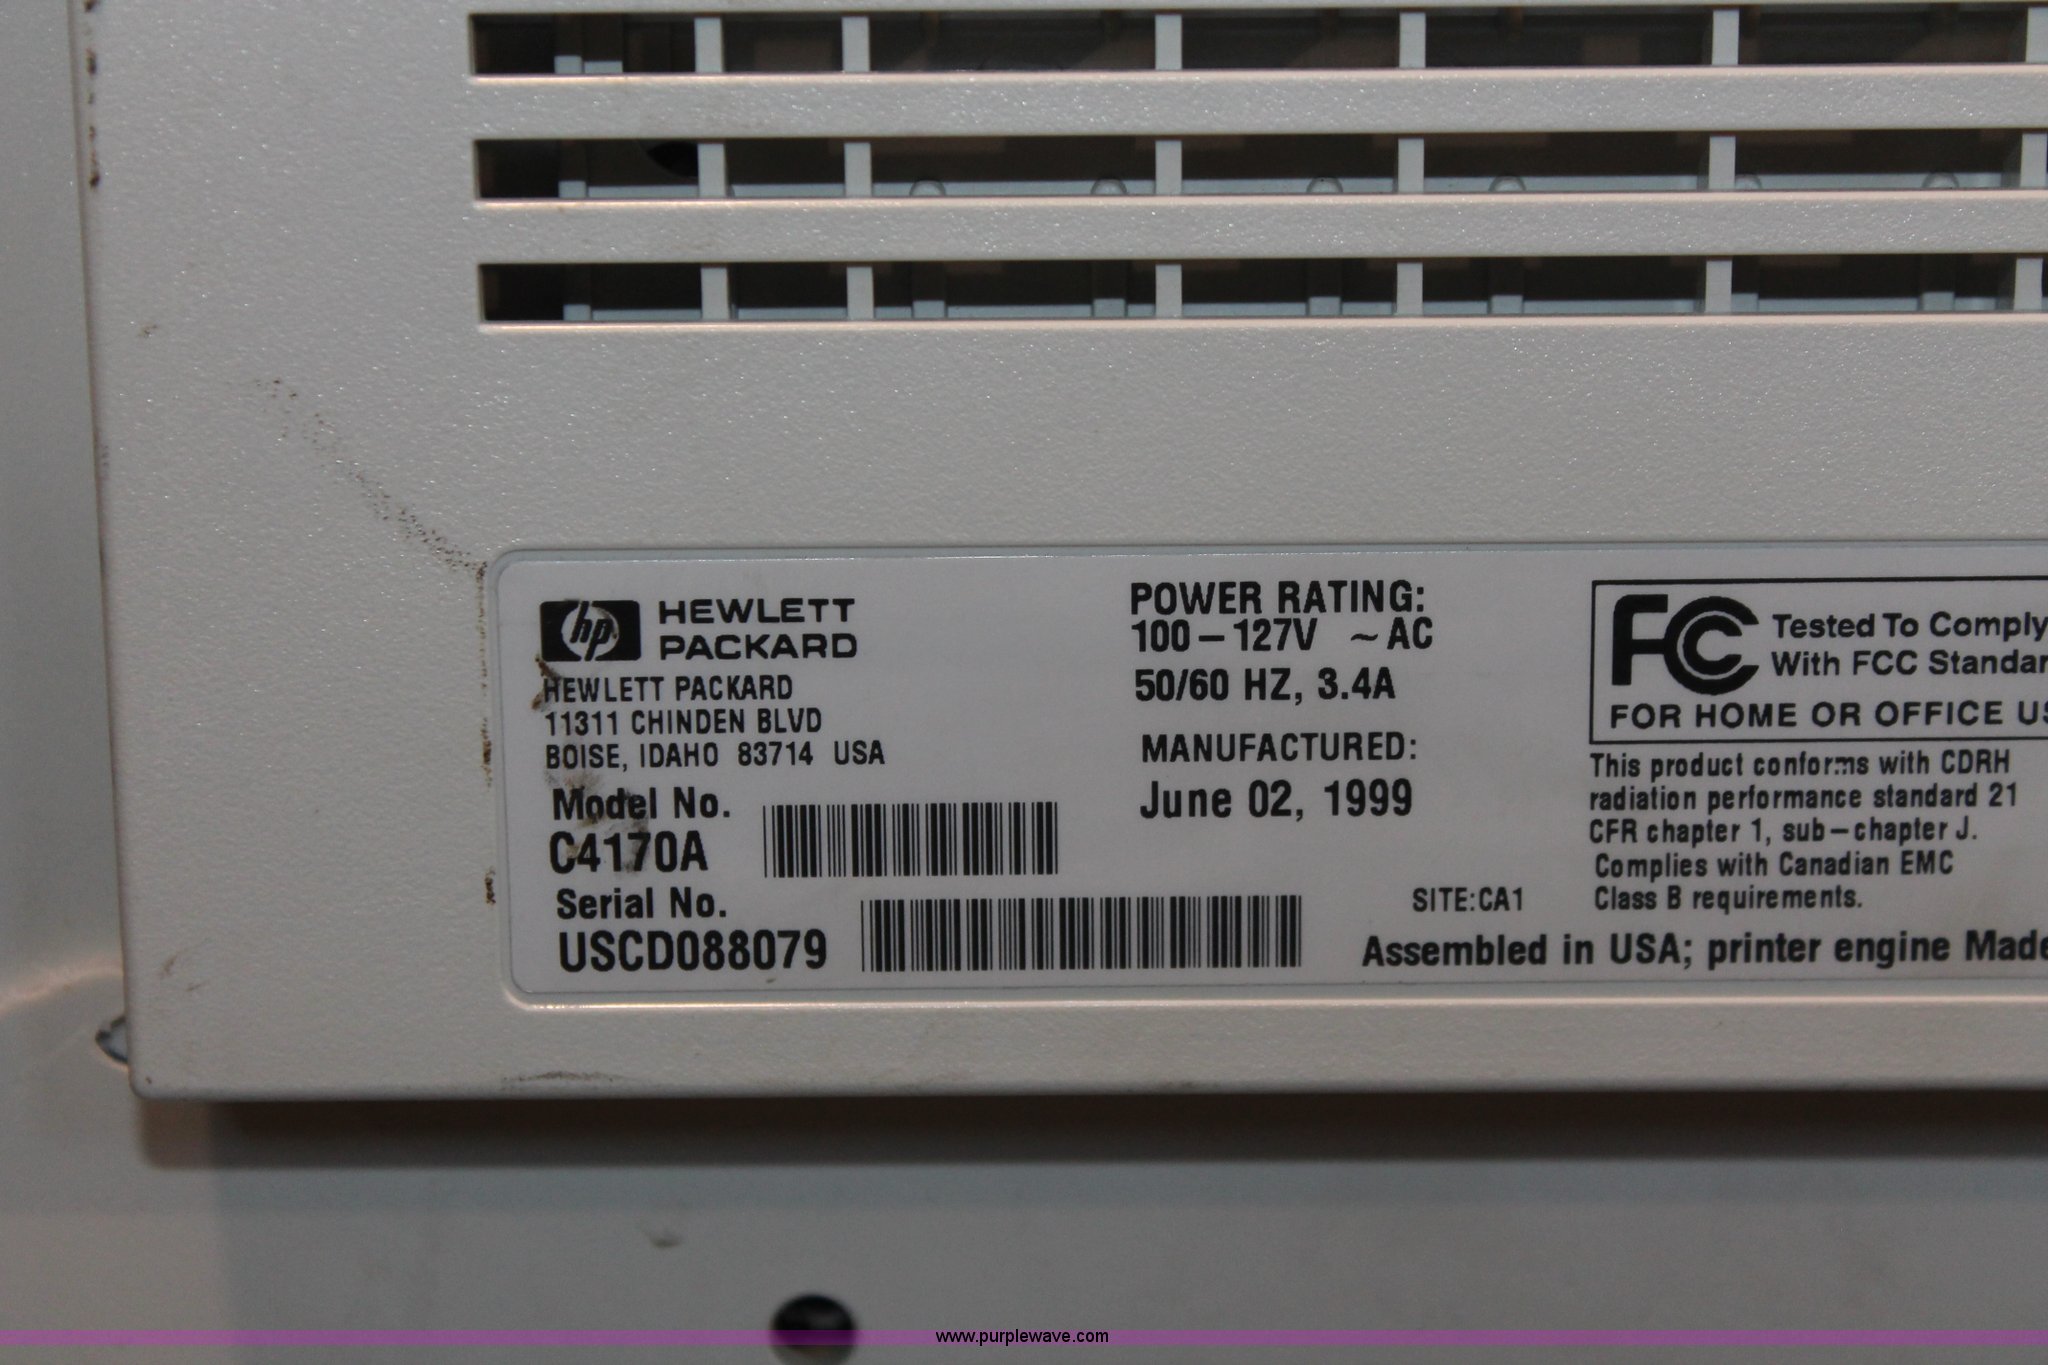 hp HEWLETT
PACKARD
HEWLETT PACKARD
11311 CHINDEN BLVD
BOISE, IDAHO 83714 USA
Model No.
C4170A
Serial No.
USCD088079
POWER RATING:
100-127V ~ AC
50/60 HZ, 3.4A
MANUFACTURED:
June 02, 1999
SITE:CA1
FC Tested To Comply
With FCC Standar
FOR HOME OR OFFICE US
This product conforms with CDRH
radiation performance standard 21
CFR chapter 1, sub-chapter J.
Complies with Canadian EMC
Class B requirements.
Assembled in USA; printer engine Made
www.purplewave.com